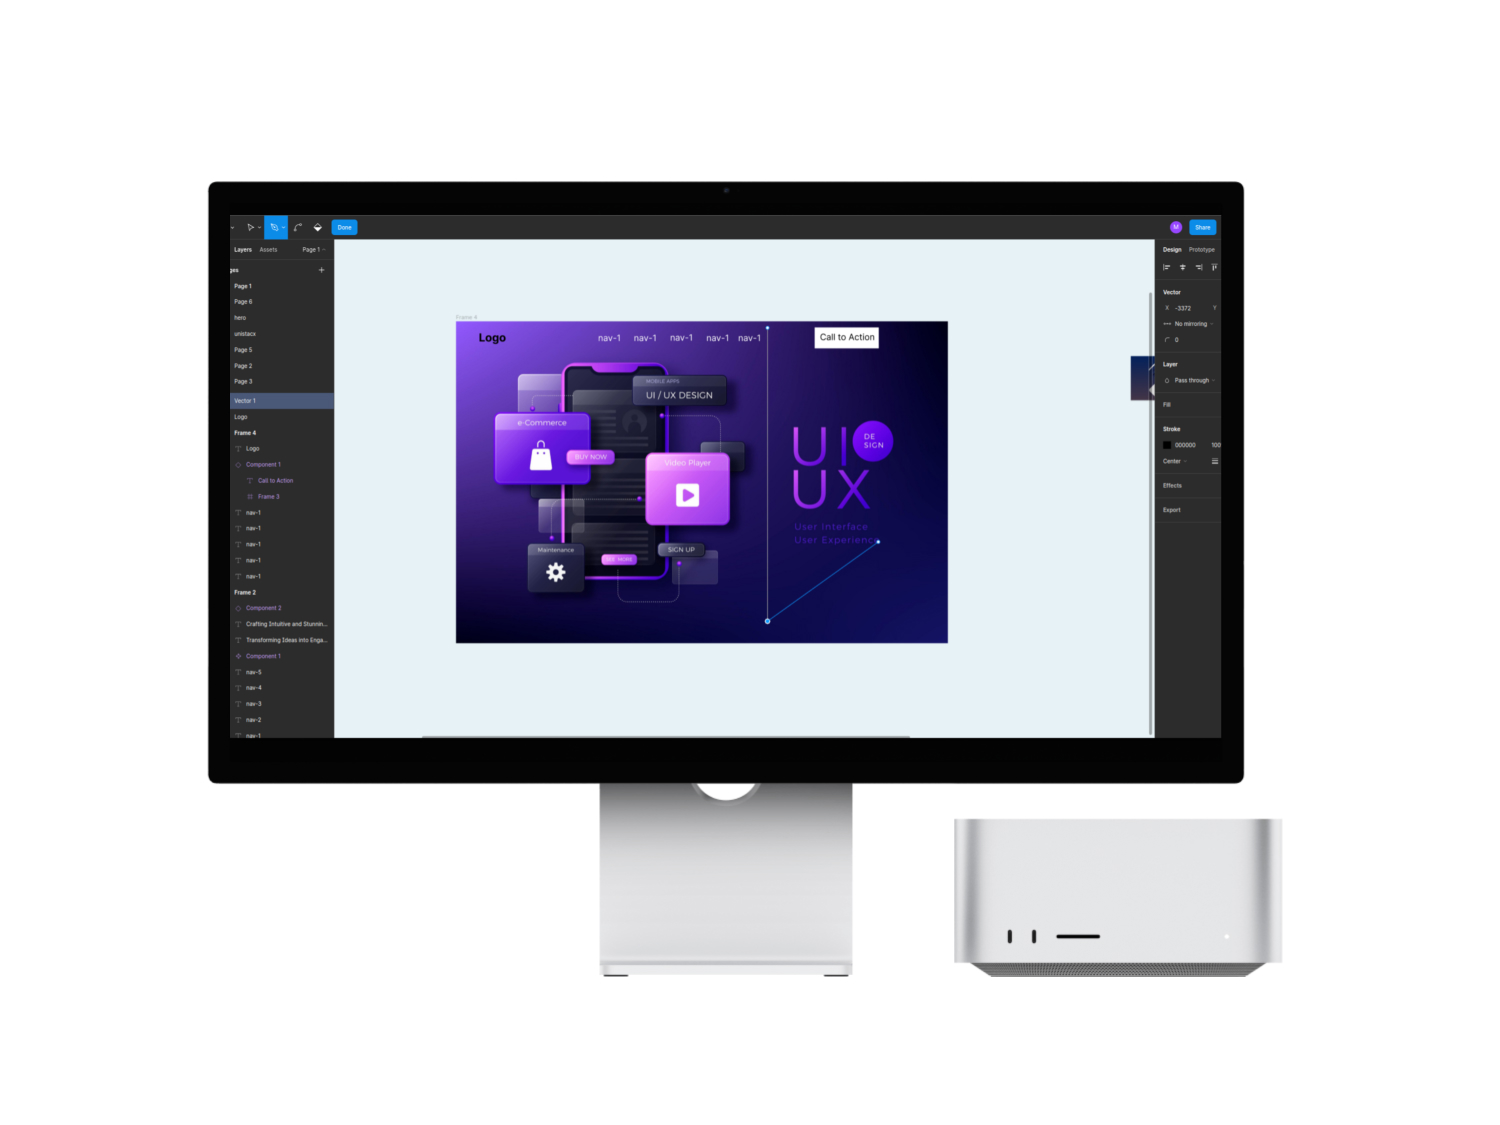 Done
M
Share
Layers Assets Page 1
ges
Page 1
Page 6
hero
unistacx
Page 5
Page 2
Page 3
Vector 1
Logo
Frame 4
Logo
Component 1
Call to Action
Frame 3
nav-1
nav-1
nav-1
nav-1
nav-1
Frame 2
Component 2
Crafting Intuitive and Stunnin...
Transforming Ideas into Enga...
Component 1
nav-5
nav-4
nav-3
nav-2
nav-1
Frame 4
Logo
nav-1 nav-1 nav-1 nav-1 nav-1
Call to Action
MOBILE APPS
UI / UX DESIGN
e-Commerce
BUY NOW
Video Player
Maintenance
SEE MORE
SIGN UP
UI
DE
SIGN
UX
User Interface
User Experience
Design Prototype
Vector
X -3372 Y
No mirroring
0
Layer
Pass through
Fill
Stroke
000000 100
Center
Effects
Export